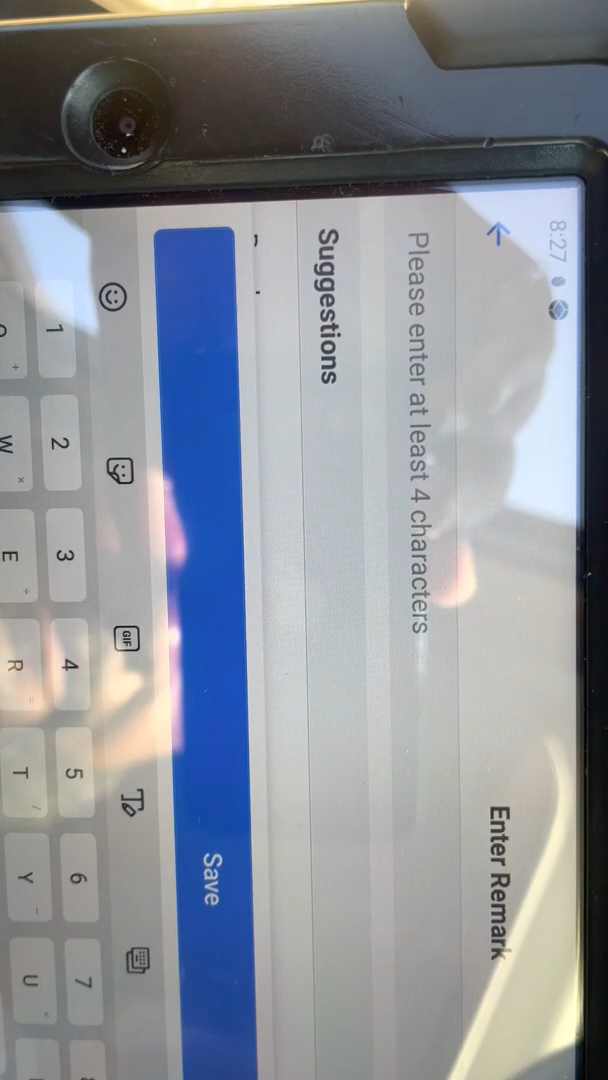 8:27
Enter Remark
Please enter at least 4 characters
Suggestions
Save
GIF
1 2 3 4 5 6 7
W E R T Y U